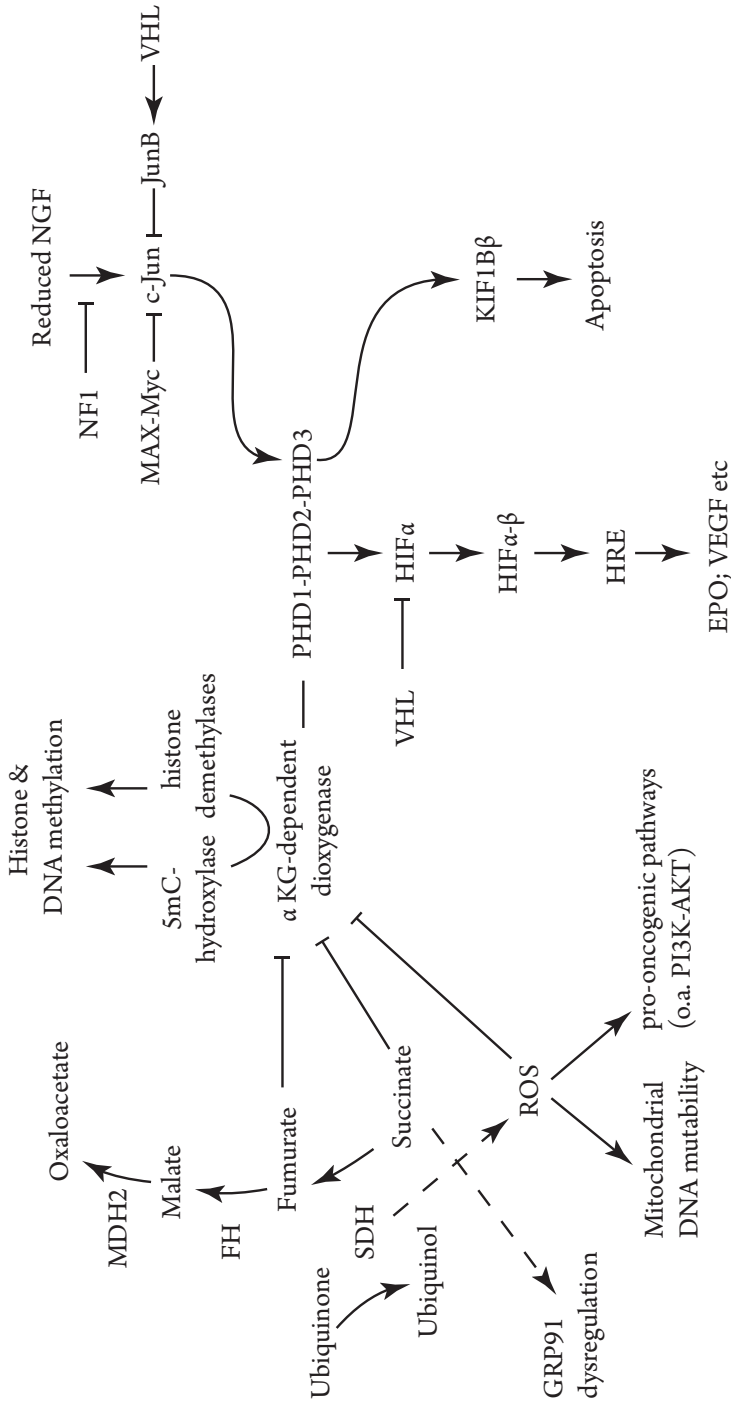 Oxaloacetate
MDH2
Malate
FH
Fumurate
Succinate
SDH
Ubiquinone
Ubiquinol
GRP91
dysregulation
ROS
Mitochondrial
DNA mutability
pro-oncogenic pathways
(o.a. PI3K-AKT)
Histone &
DNA methylation
5mC-
hydroxylase
histone
demethylases
α KG-dependent
dioxygenase
PHD1-PHD2-PHD3
VHL
HIFα
HIFα-β
HRE
EPO; VEGF etc
Reduced NGF
NF1
MAX-Myc
c-Jun
JunB
VHL
KIF1Bβ
Apoptosis